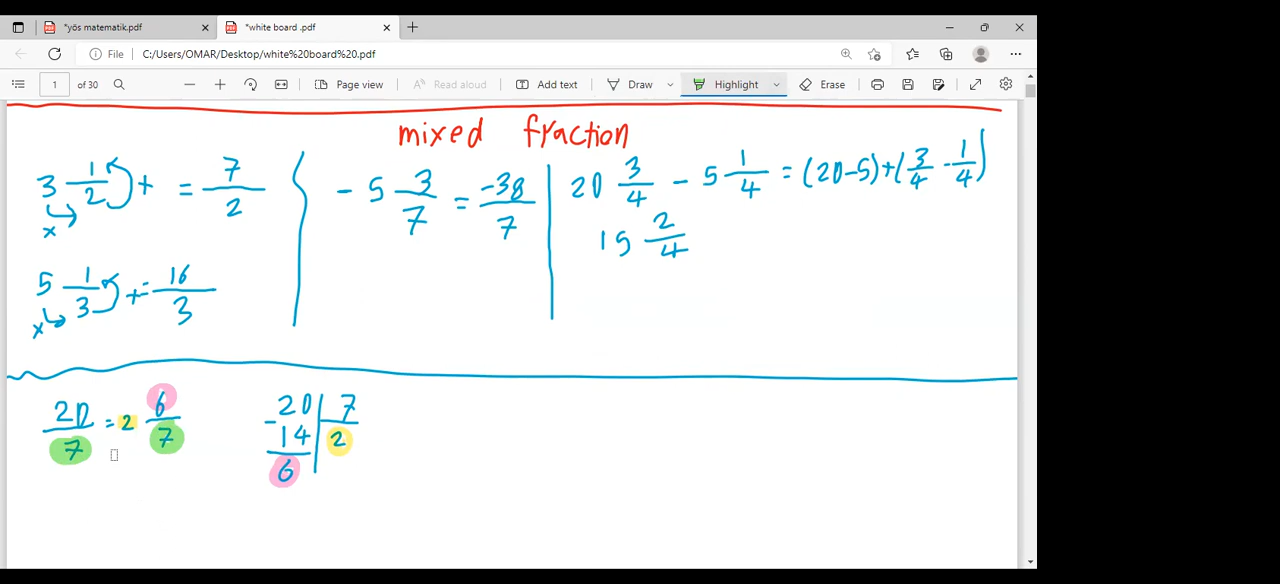 *yös matematik.pdf
*white board .pdf
File C:/Users/OMAR/Desktop/white%20board%20.pdf
1 of 30 Page view Read aloud Add text Draw Highlight Erase
mixed fraction
3 1/2 + = 7/2
5 1/3 + = 16/3
- 5 3/7 = -38/7
20 3/4 - 5 1/4 = (20-5)+(3/4 - 1/4)
15 2/4
20/7 = 2 6/7
-20 | 7
14 | 2
6